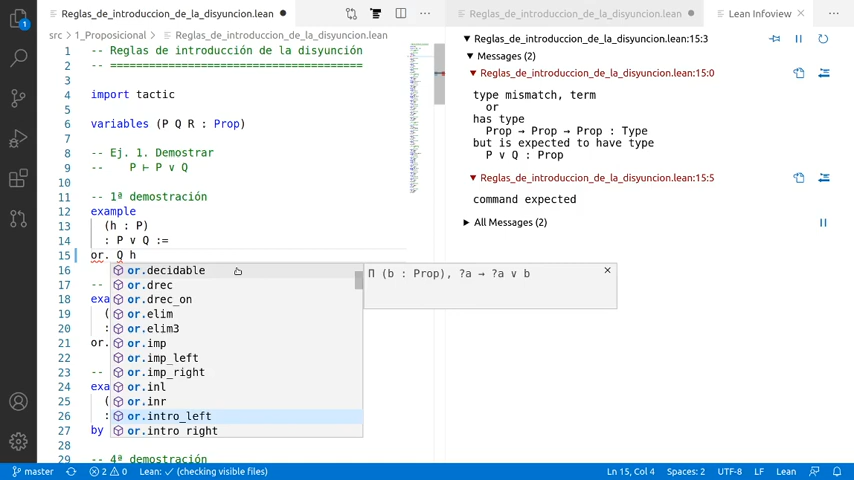 Reglas_de_introduccion_de_la_disyuncion.lean ●
Reglas_de_introduccion_de_la_disyuncion.lean ●
Lean Infoview ×
src > 1_Proposicional > Reglas_de_introduccion_de_la_disyuncion.lean
1 -- Reglas de introducción de la disyunción
2 -- =======================================
3
4 import tactic
5
6 variables (P Q R : Prop)
7
8 -- Ej. 1. Demostrar
9 --    P ⊢ P ∨ Q
10
11 -- 1ª demostración
12 example
13 (h : P)
14 : P ∨ Q :=
15 or. Q h
16
17 --
18 exa
19 (
20 :
21 or.
22
23 --
24 exa
25 (
26 :
27 by
28
29 -- 4ª demostración
or.decidable
or.drec
or.drec_on
or.elim
or.elim3
or.imp
or.imp_left
or.imp_right
or.inl
or.inr
or.intro_left
or.intro_right
Π (b : Prop), ?a → ?a ∨ b
×
Reglas_de_introduccion_de_la_disyuncion.lean:15:3
Messages (2)
Reglas_de_introduccion_de_la_disyuncion.lean:15:0
type mismatch, term
or
has type
Prop → Prop → Prop : Type
but is expected to have type
P ∨ Q : Prop
Reglas_de_introduccion_de_la_disyuncion.lean:15:5
command expected
All Messages (2)
1
master
2
0
Lean: ✓ (checking visible files)
Ln 15, Col 4
Spaces: 2
UTF-8
LF
Lean